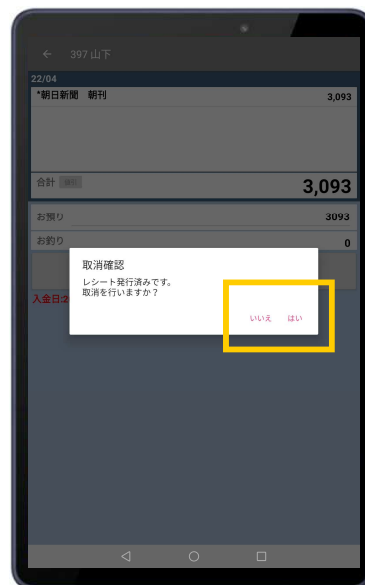 ← 397 山下
22/04
*朝日新聞 朝刊 3,093
合計 3,093
お預り 3093
お釣り 0
取消確認
レシート発行済みです。
取消を行いますか？
入金日:2
いいえ はい